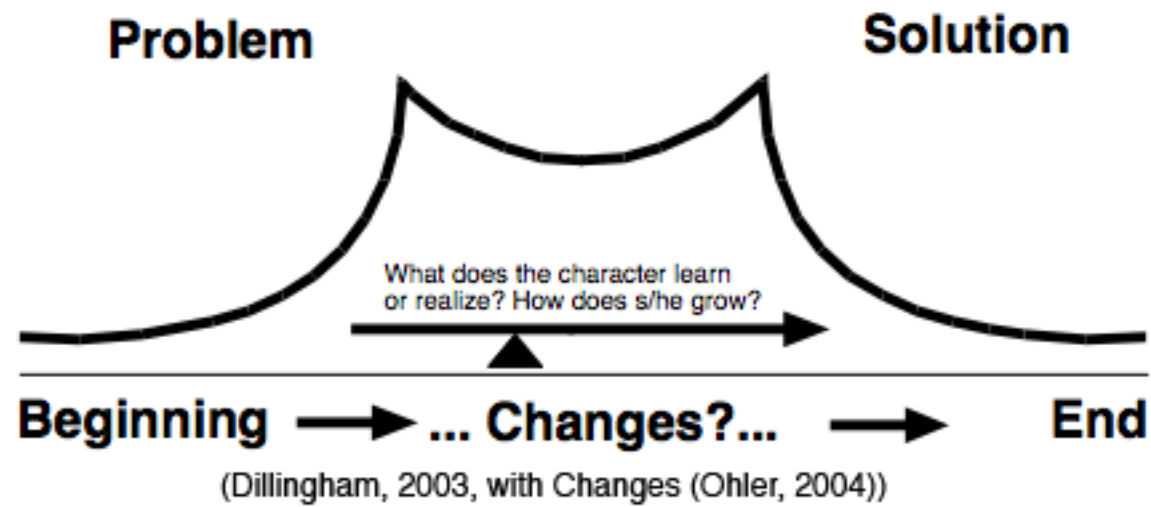 Problem
Solution
What does the character learn
or realize? How does s/he grow?
Beginning ... Changes?... End
(Dillingham, 2003, with Changes (Ohler, 2004))